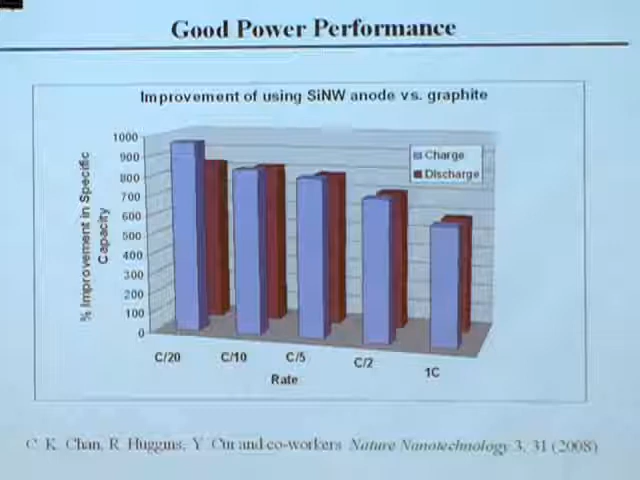 Good Power Performance
Improvement of using SiNW anode vs. graphite
% Improvement in Specific
Capacity
1000
900
800
700
600
500
400
300
200
100
0
Charge
Discharge
C/20
C/10
C/5
C/2
1C
Rate
C. K. Chan, R. Huggins, Y. Cui and co-workers Nature Nanotechnology 3, 31 (2008)